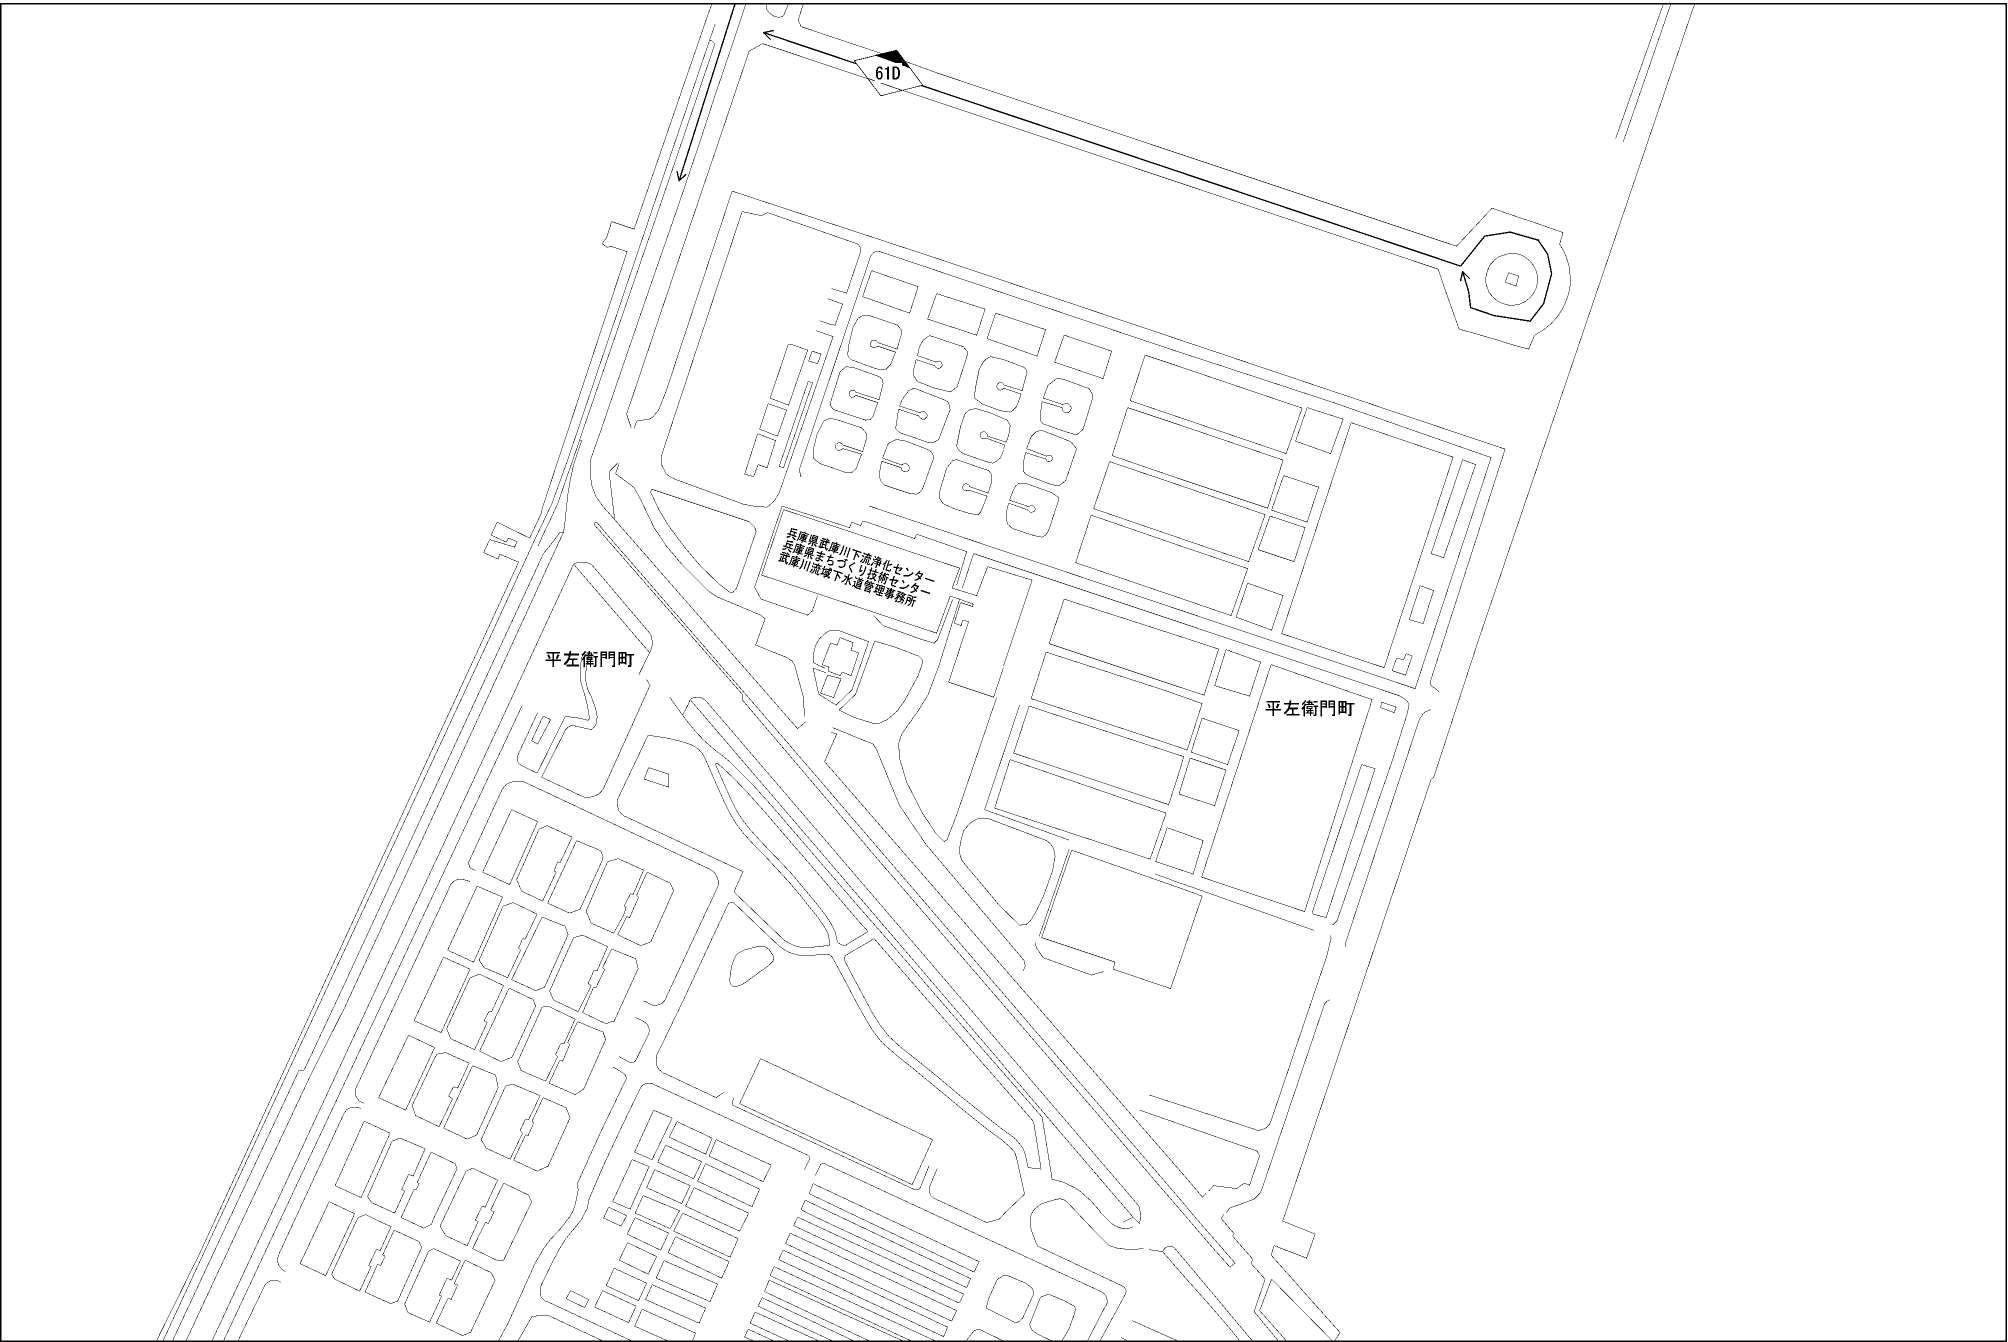 61D
兵庫県武庫川下流浄化センター
兵庫県まちづくり技術センター
武庫川流域下水道管理事務所
平左衛門町
平左衛門町